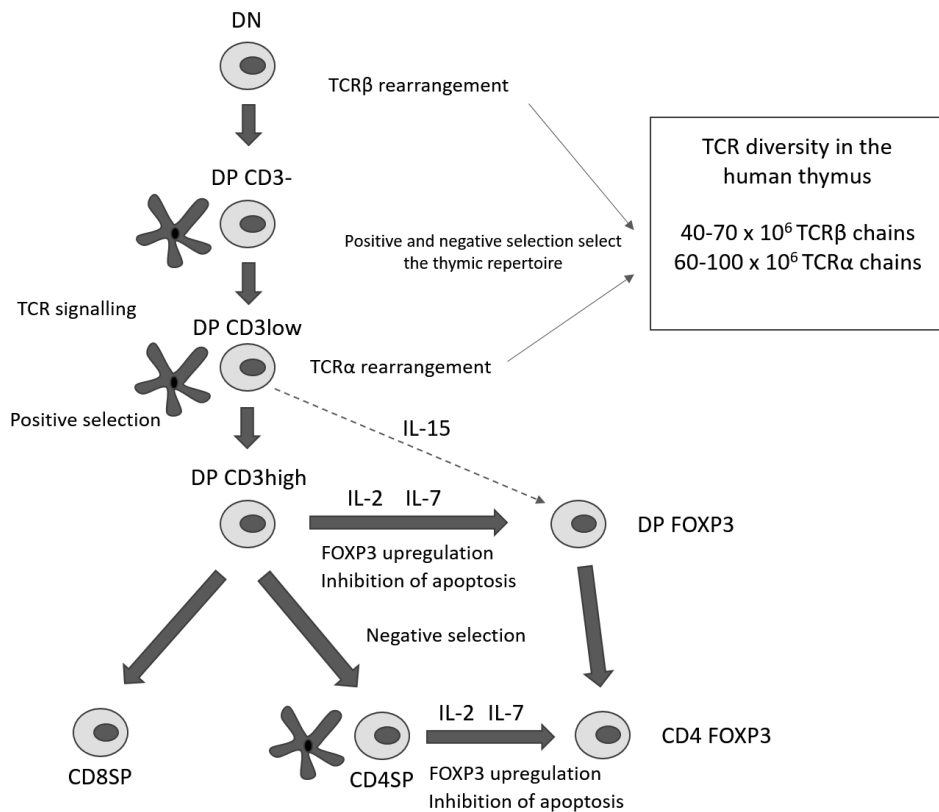 DN
TCRβ rearrangement
TCR diversity in the
human thymus
40-70 x 10⁶ TCRβ chains
60-100 x 10⁶ TCRα chains
DP CD3-
Positive and negative selection select
the thymic repertoire
TCR signalling
DP CD3low
TCRα rearrangement
Positive selection
IL-15
DP CD3high
IL-2 IL-7
DP FOXP3
FOXP3 upregulation
Inhibition of apoptosis
Negative selection
IL-2 IL-7
CD4 FOXP3
CD8SP
CD4SP
FOXP3 upregulation
Inhibition of apoptosis